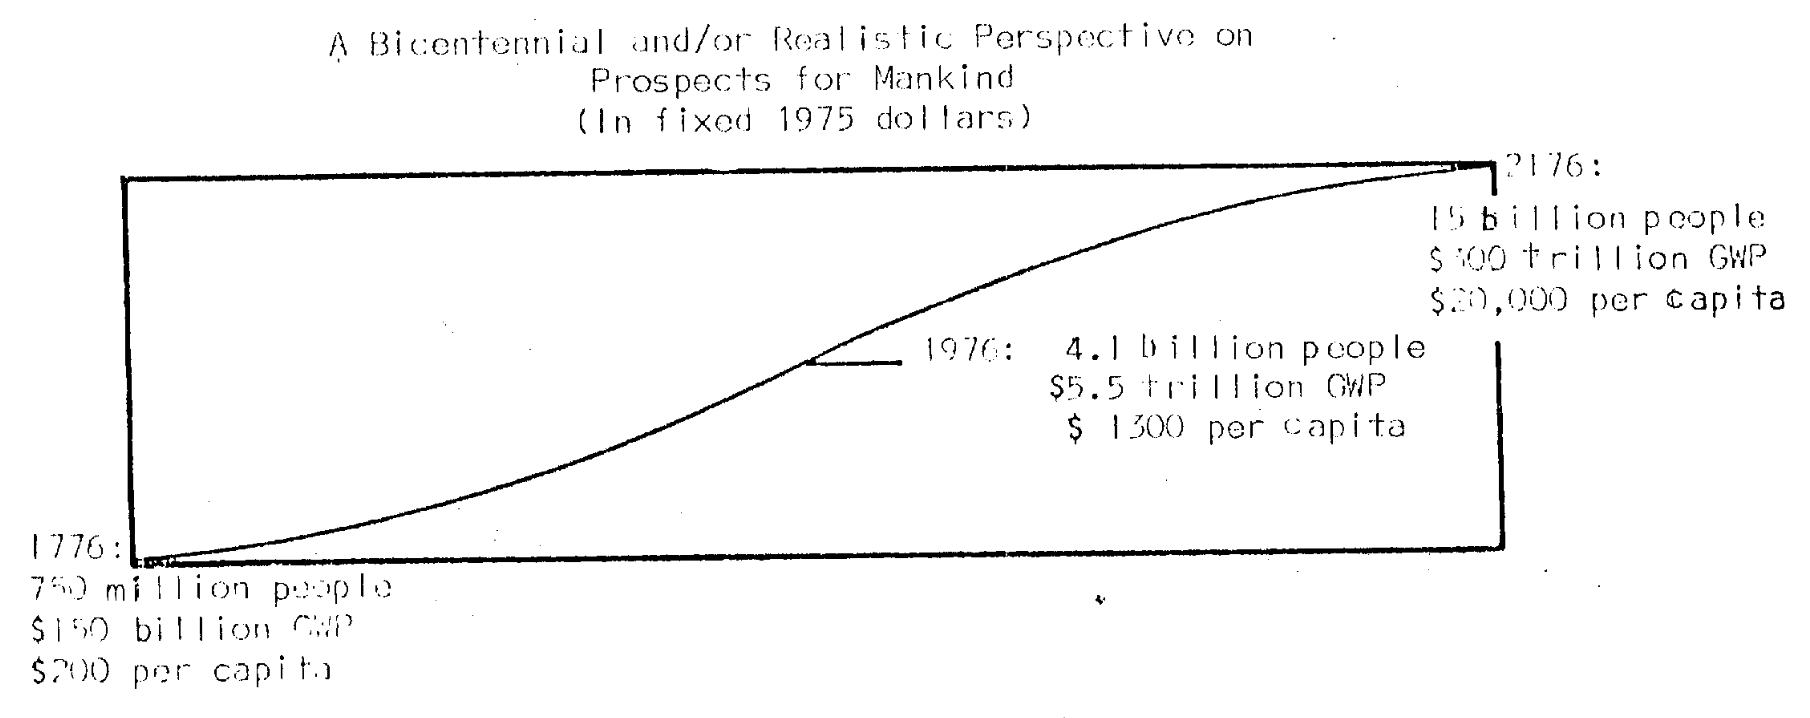 A Bicentennial and/or Realistic Perspective on
Prospects for Mankind
(In fixed 1975 dollars)
2176:
15 billion people
$300 trillion GWP
$20,000 per capita
1976: 4.1 billion people
$5.5 trillion GWP
$ 1300 per capita
1776:
750 million people
$150 billion GWP
$200 per capita